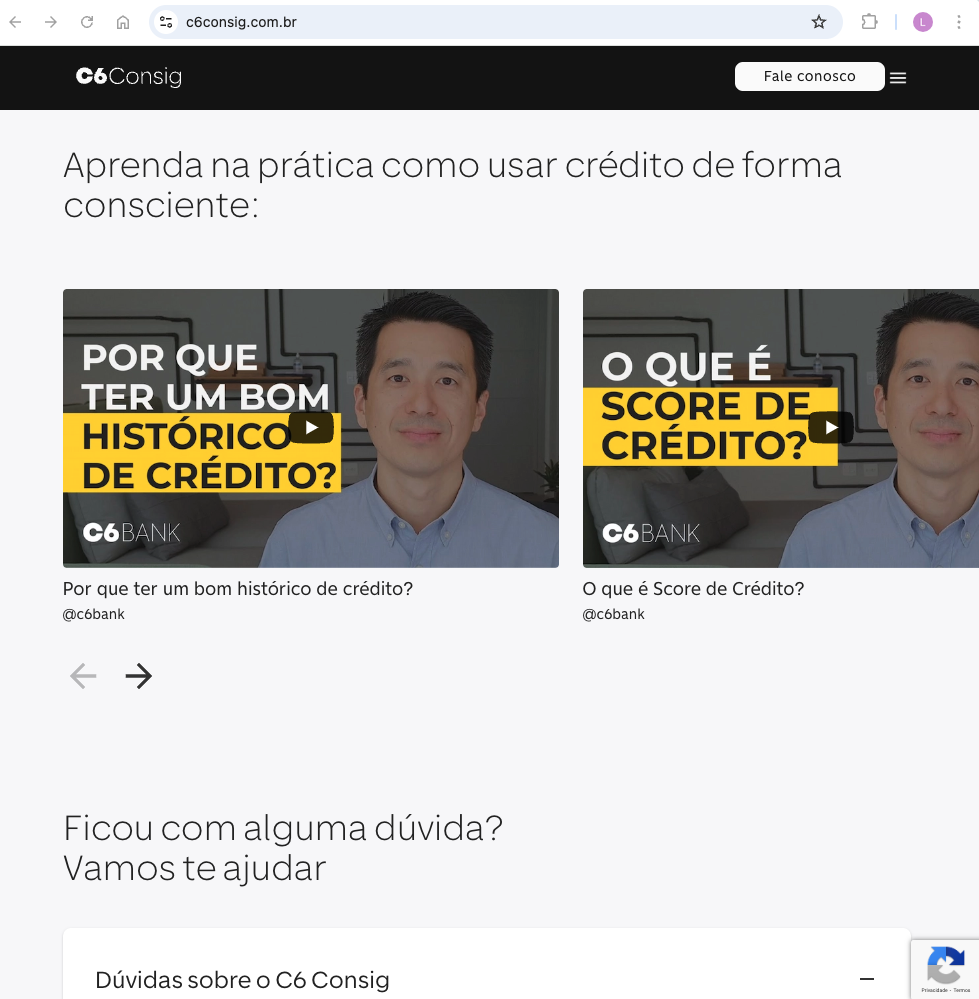 c6consig.com.br
L
C6Consig
Fale conosco
Aprenda na prática como usar crédito de forma
consciente:
POR QUE
TER UM BOM
HISTÓRICO
DE CRÉDITO?
C6BANK
O QUE É
SCORE DE
CRÉDITO?
C6BANK
Por que ter um bom histórico de crédito?
@c6bank
O que é Score de Crédito?
@c6bank
Ficou com alguma dúvida?
Vamos te ajudar
Dúvidas sobre o C6 Consig
Privacidade - Termos